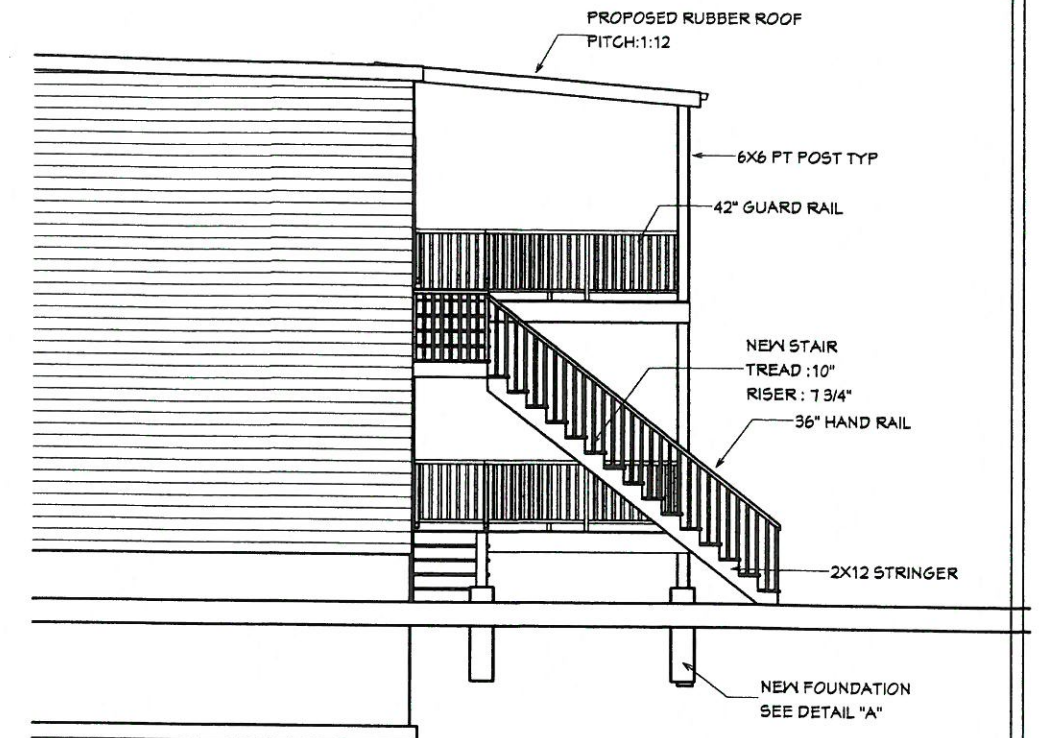 PROPOSED RUBBER ROOF
PITCH:1:12
6X6 PT POST TYP
42" GUARD RAIL
NEW STAIR
TREAD :10"
RISER : 7 3/4"
36" HAND RAIL
2X12 STRINGER
NEW FOUNDATION
SEE DETAIL "A"